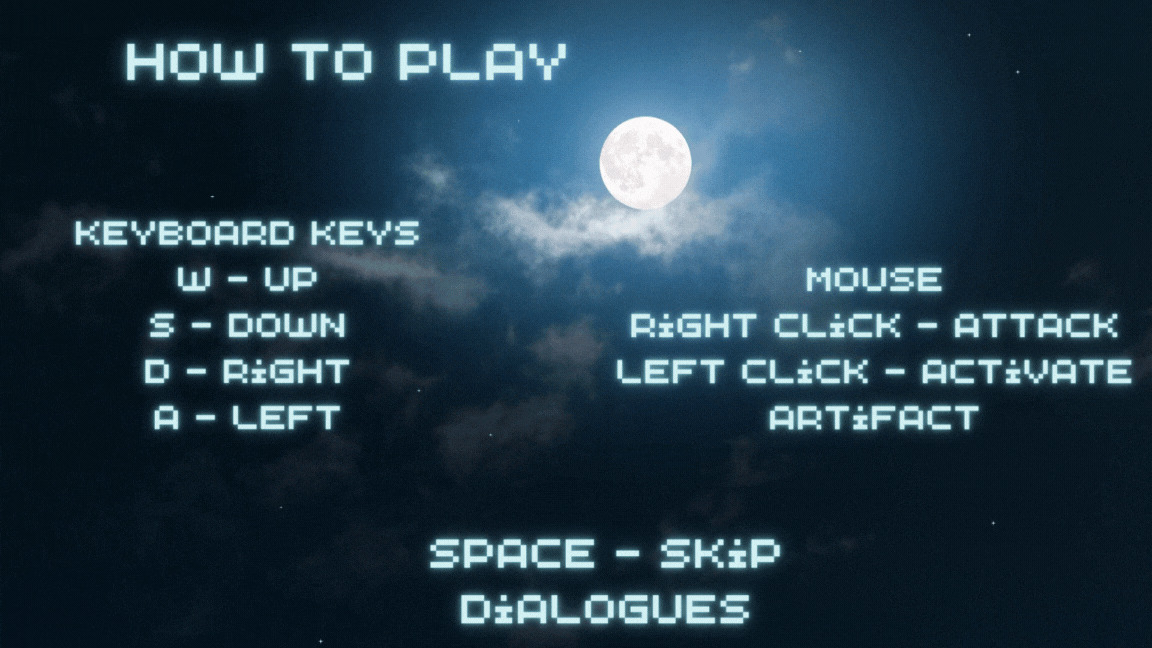 HOW TO PLAY
KEYBOARD KEYS
W - UP
S - DOWN
D - RiGHT
A - LEFT
MOUSE
RiGHT CLiCK - ATTACK
LEFT CLiCK - ACTiVATE
ARTiFACT
SPACE - SKiP
DiALOGUES